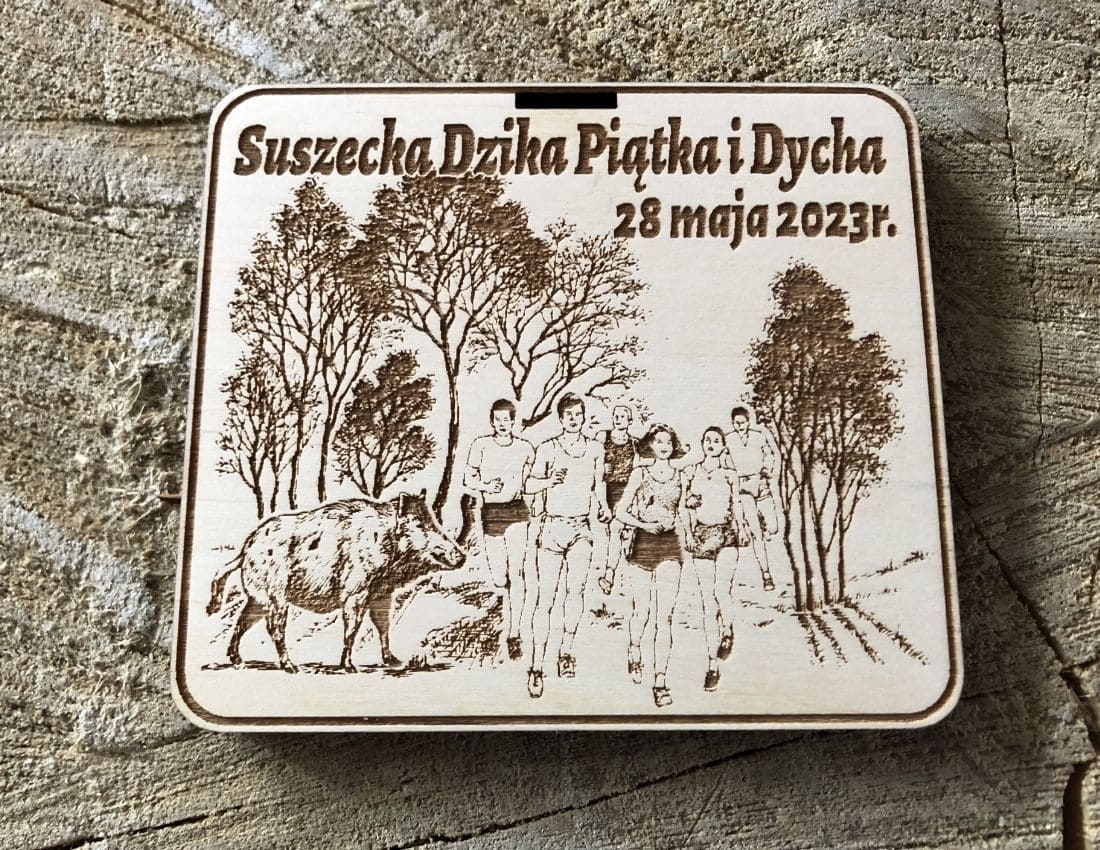 Suszecka Dzika Piątka i Dycha
28 maja 2023r.